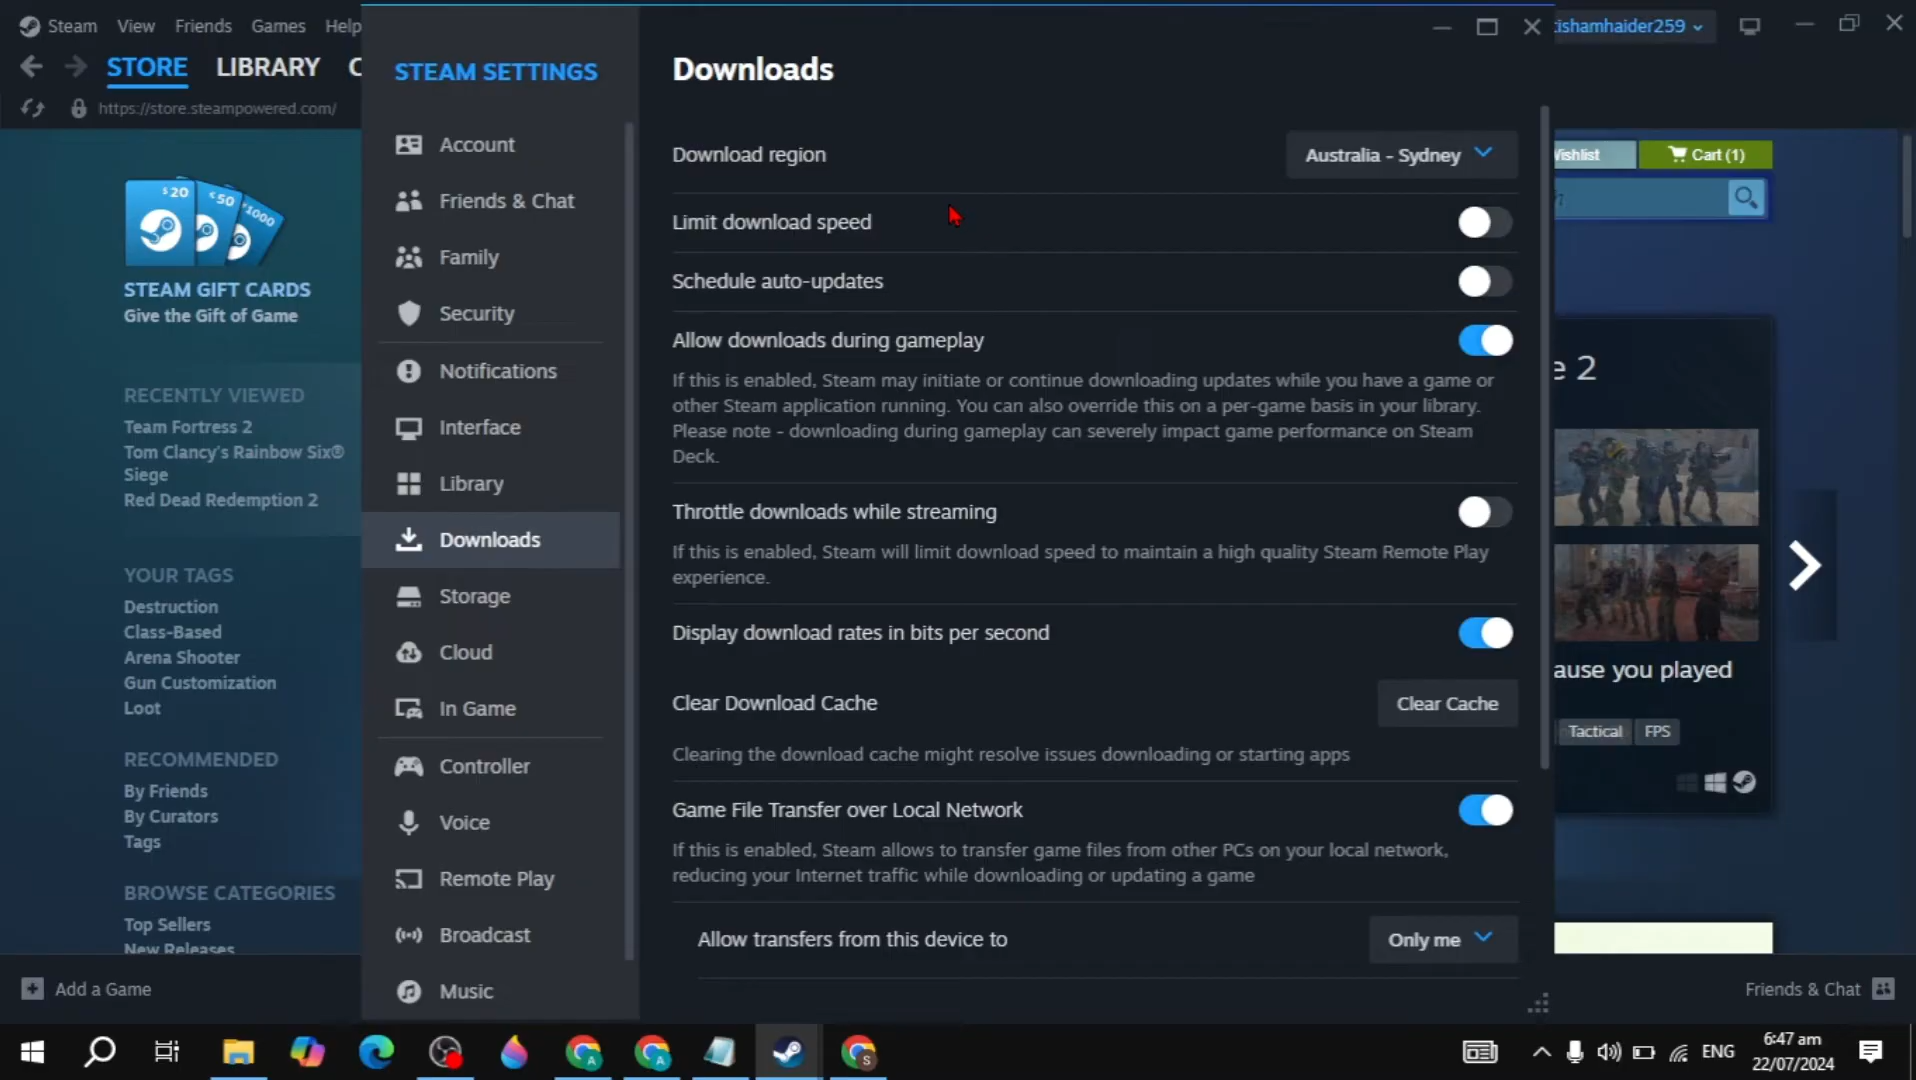 Steam View Friends Games Help
ishamhaider259
STORE LIBRARY C
https://store.steampowered.com/
STEAM SETTINGS
Account
Friends & Chat
Family
Security
Notifications
Interface
Library
Downloads
Storage
Cloud
In Game
Controller
Voice
Remote Play
Broadcast
Music
Downloads
Download region
Australia - Sydney
Limit download speed
Schedule auto-updates
Allow downloads during gameplay
If this is enabled, Steam may initiate or continue downloading updates while you have a game or
other Steam application running. You can also override this on a per-game basis in your library.
Please note - downloading during gameplay can severely impact game performance on Steam
Deck.
Throttle downloads while streaming
If this is enabled, Steam will limit download speed to maintain a high quality Steam Remote Play
experience.
Display download rates in bits per second
Clear Download Cache
Clear Cache
Clearing the download cache might resolve issues downloading or starting apps
Game File Transfer over Local Network
If this is enabled, Steam allows to transfer game files from other PCs on your local network,
reducing your Internet traffic while downloading or updating a game
Allow transfers from this device to
Only me
$20
$50
$1000
STEAM GIFT CARDS
Give the Gift of Game
RECENTLY VIEWED
Team Fortress 2
Tom Clancy's Rainbow Six®
Siege
Red Dead Redemption 2
YOUR TAGS
Destruction
Class-Based
Arena Shooter
Gun Customization
Loot
RECOMMENDED
By Friends
By Curators
Tags
BROWSE CATEGORIES
Top Sellers
New Releases
Wishlist
Cart (1)
e 2
ause you played
Tactical
FPS
Add a Game
Friends & Chat
ENG
6:47 am
22/07/2024